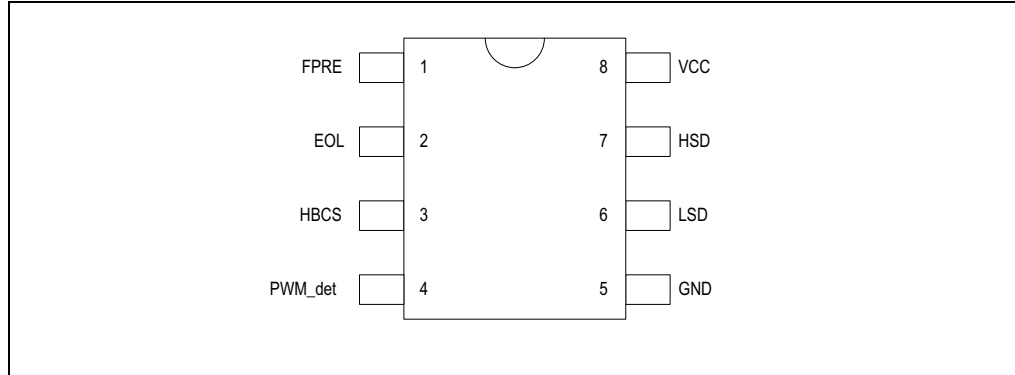 FPRE 1 8 VCC
EOL 2 7 HSD
HBCS 3 6 LSD
PWM_det 4 5 GND